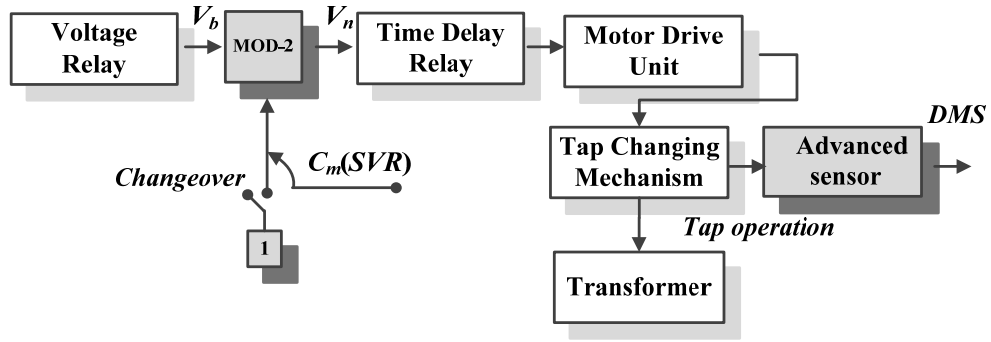 Voltage
Relay
V_b
MOD-2
V_n
Time Delay
Relay
Motor Drive
Unit
Tap Changing
Mechanism
Advanced
sensor
DMS
Changeover
C_m(SVR)
1
Tap operation
Transformer